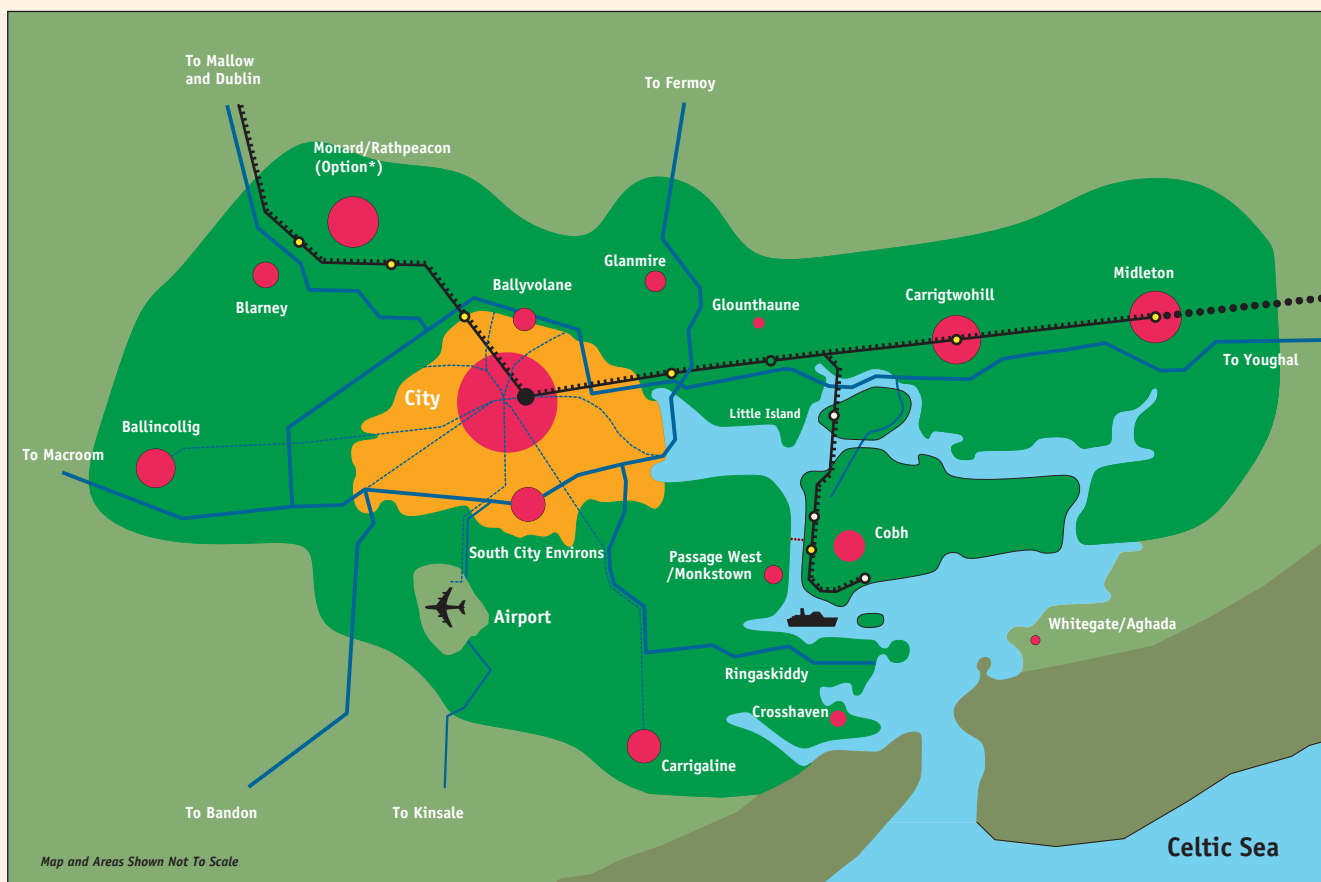 To Mallow
and Dublin
To Fermoy
Monard/Rathpeacon
(Option*)
Glanmire
Midleton
Ballyvolane
Carrigtwohill
Glounthaune
Blarney
To Youghal
City
Little Island
Ballincollig
To Macroom
Cobh
South City Environs
Passage West
/Monkstown
Airport
Whitegate/Aghada
Ringaskiddy
Crosshaven
Carrigaline
To Bandon
To Kinsale
Celtic Sea
Map and Areas Shown Not To Scale